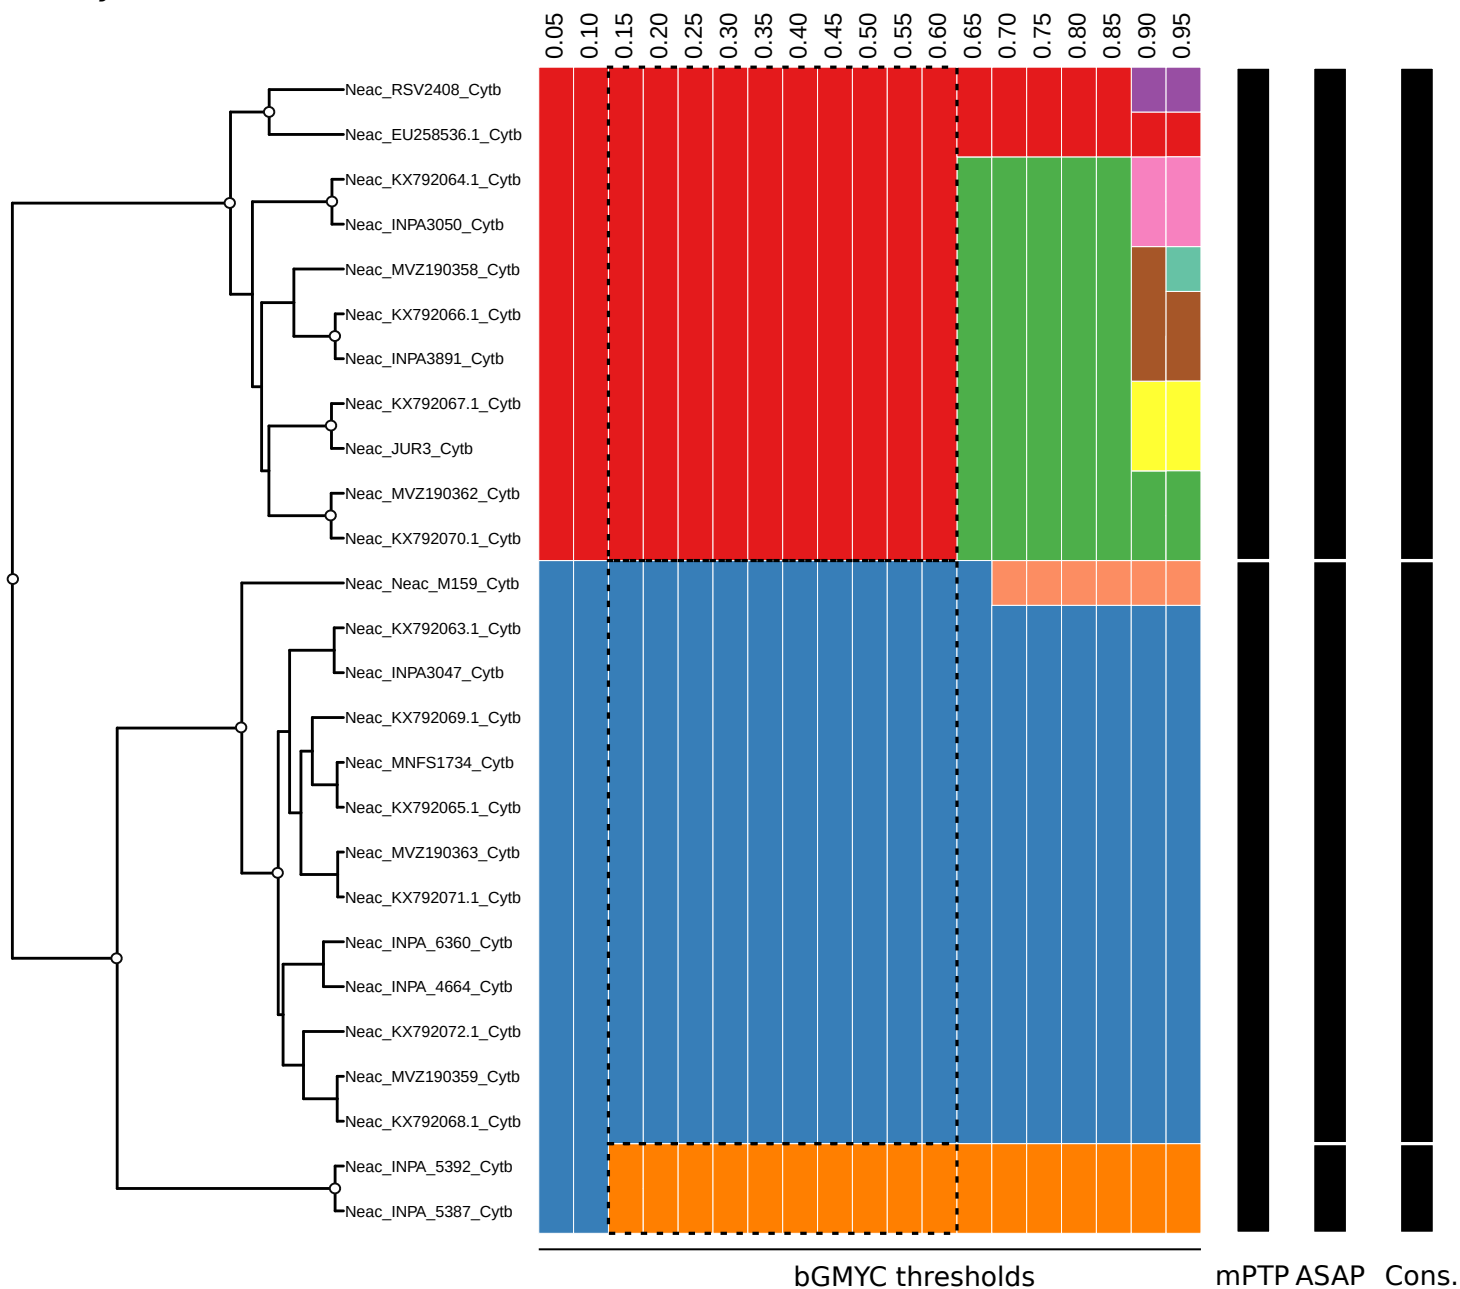 0.05 0.10 0.15 0.20 0.25 0.30 0.35 0.40 0.45 0.50 0.55 0.60 0.65 0.70 0.75 0.80 0.85 0.90 0.95
Neac_RSV2408_Cytb
Neac_EU258536.1_Cytb
Neac_KX792064.1_Cytb
Neac_INPA3050_Cytb
Neac_MVZ190358_Cytb
Neac_KX792066.1_Cytb
Neac_INPA3891_Cytb
Neac_KX792067.1_Cytb
Neac_JUR3_Cytb
Neac_MVZ190362_Cytb
Neac_KX792070.1_Cytb
Neac_Neac_M159_Cytb
Neac_KX792063.1_Cytb
Neac_INPA3047_Cytb
Neac_KX792069.1_Cytb
Neac_MNFS1734_Cytb
Neac_KX792065.1_Cytb
Neac_MVZ190363_Cytb
Neac_KX792071.1_Cytb
Neac_INPA_6360_Cytb
Neac_INPA_4664_Cytb
Neac_KX792072.1_Cytb
Neac_MVZ190359_Cytb
Neac_KX792068.1_Cytb
Neac_INPA_5392_Cytb
Neac_INPA_5387_Cytb
bGMYC thresholds mPTP ASAP Cons.